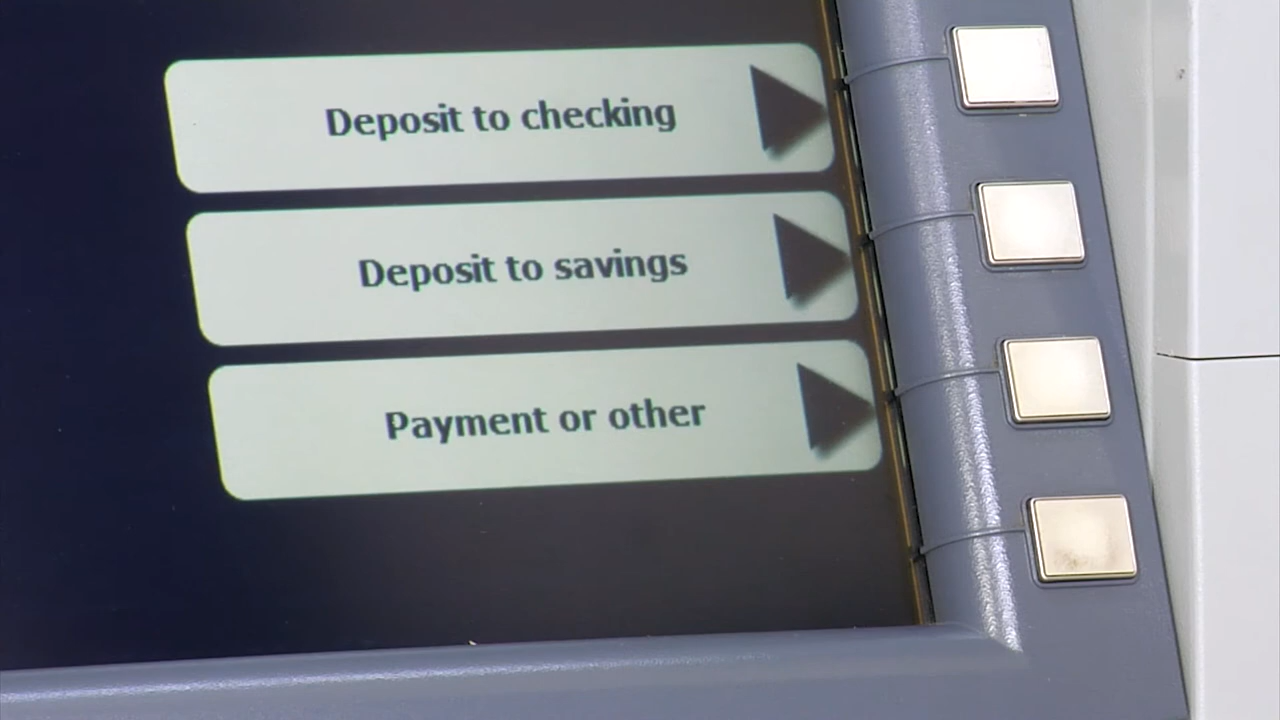 Deposit to checking
Deposit to savings
Payment or other